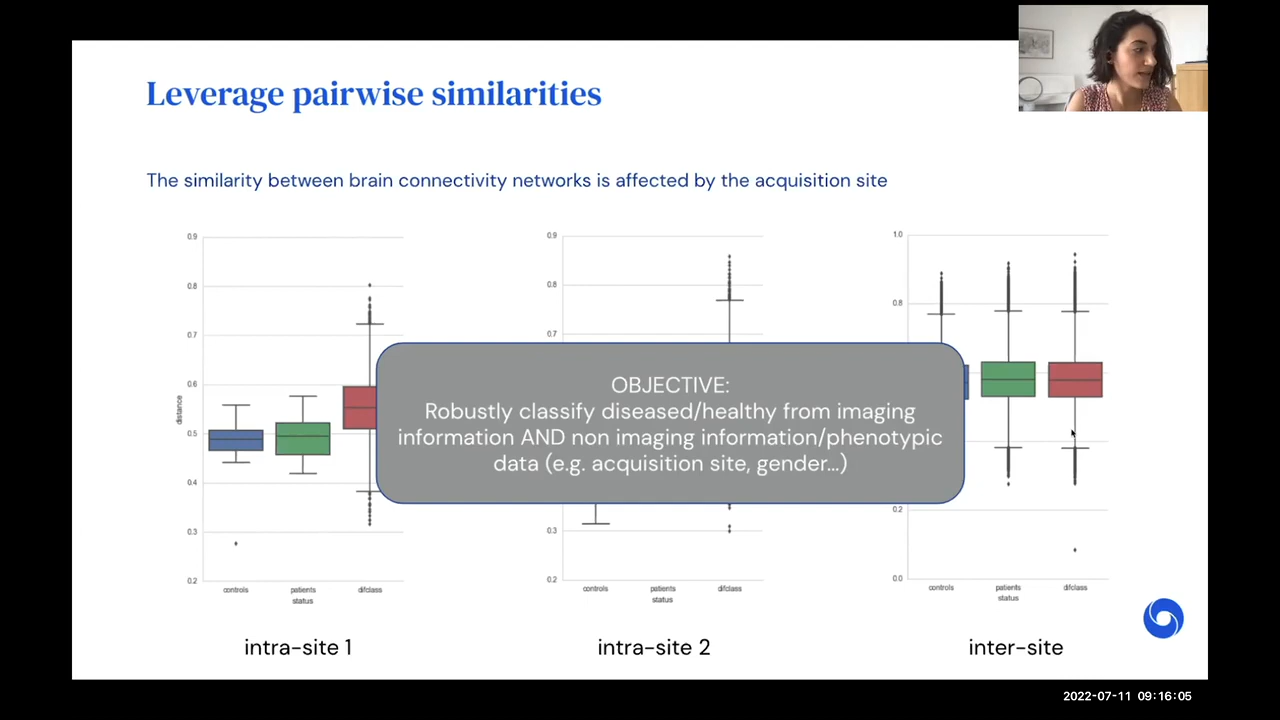 Leverage pairwise similarities
The similarity between brain connectivity networks is affected by the acquisition site
0.9
0.8
0.7
0.6
0.5
0.4
0.3
0.2
distance
controls patients difclass
status
intra-site 1
0.9
0.8
0.7
0.3
0.2
controls patients difclass
status
intra-site 2
1.0
0.8
0.2
0.0
controls patients difclass
status
inter-site
OBJECTIVE:
Robustly classify diseased/healthy from imaging
information AND non imaging information/phenotypic
data (e.g. acquisition site, gender...)
2022-07-11 09:16:05